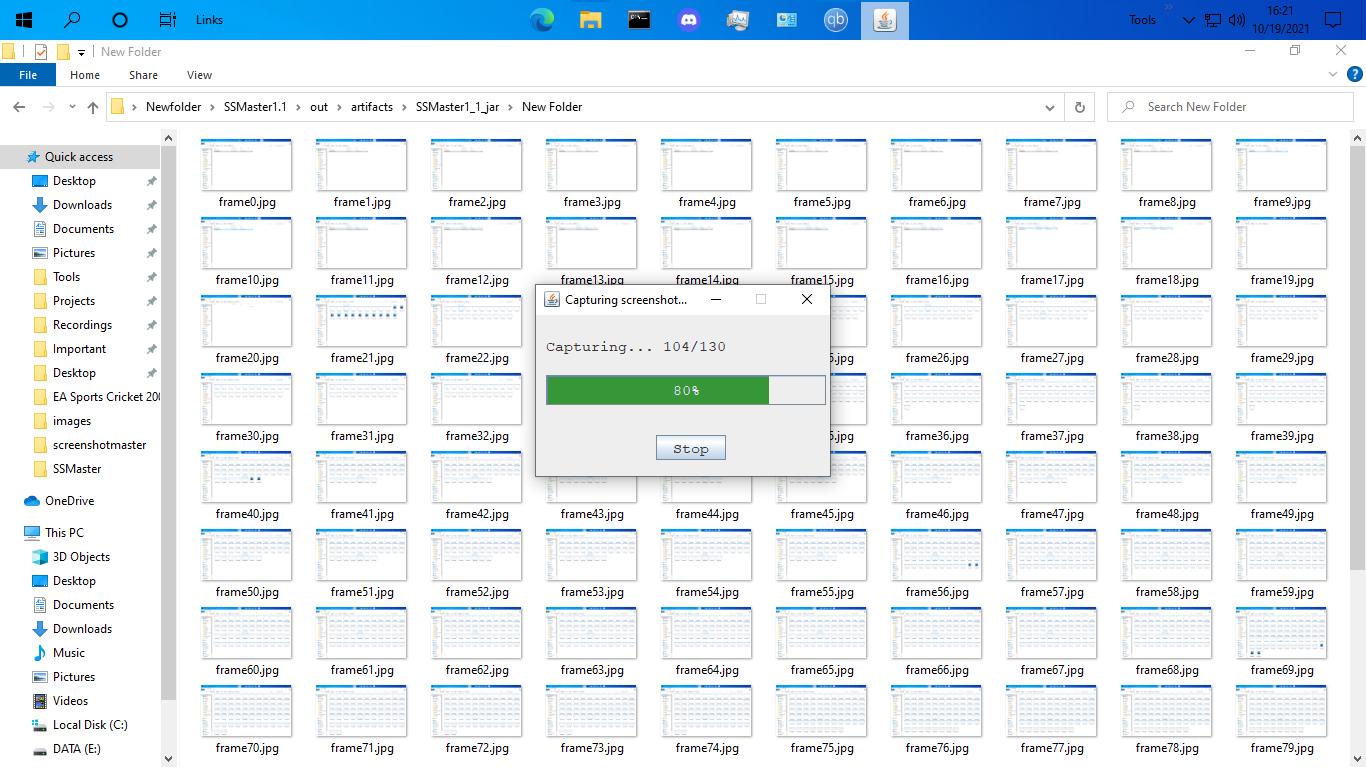 Links
Tools
16:21
10/19/2021
New Folder
File Home Share View
Newfolder SSMaster1.1 out artifacts SSMaster1_1_jar New Folder
Search New Folder
Quick access
Desktop
Downloads
Documents
Pictures
Tools
Projects
Recordings
Important
Desktop
EA Sports Cricket 200
images
screenshotmaster
SSMaster
OneDrive
This PC
3D Objects
Desktop
Documents
Downloads
Music
Pictures
Videos
Local Disk (C:)
DATA (E:)
frame0.jpg frame1.jpg frame2.jpg frame3.jpg frame4.jpg frame5.jpg frame6.jpg frame7.jpg frame8.jpg frame9.jpg
frame10.jpg frame11.jpg frame12.jpg frame13.jpg frame14.jpg frame15.jpg frame16.jpg frame17.jpg frame18.jpg frame19.jpg
frame20.jpg frame21.jpg frame22.jpg frame26.jpg frame27.jpg frame28.jpg frame29.jpg
frame30.jpg frame31.jpg frame32.jpg frame36.jpg frame37.jpg frame38.jpg frame39.jpg
frame40.jpg frame41.jpg frame42.jpg frame43.jpg frame44.jpg frame45.jpg frame46.jpg frame47.jpg frame48.jpg frame49.jpg
frame50.jpg frame51.jpg frame52.jpg frame53.jpg frame54.jpg frame55.jpg frame56.jpg frame57.jpg frame58.jpg frame59.jpg
frame60.jpg frame61.jpg frame62.jpg frame63.jpg frame64.jpg frame65.jpg frame66.jpg frame67.jpg frame68.jpg frame69.jpg
frame70.jpg frame71.jpg frame72.jpg frame73.jpg frame74.jpg frame75.jpg frame76.jpg frame77.jpg frame78.jpg frame79.jpg
Capturing screenshot...
Capturing... 104/130
80%
Stop